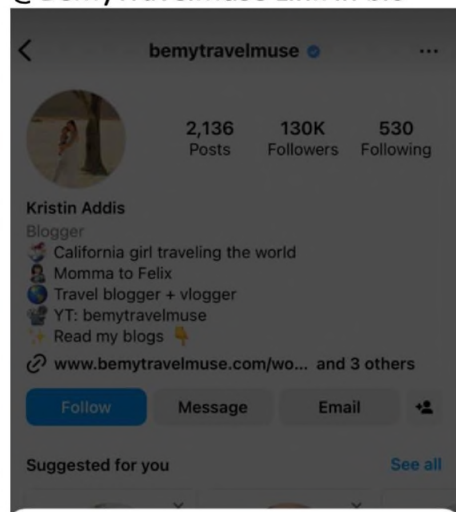 bemytravelmuse
2,136 130K 530
Posts Followers Following
Kristin Addis
Blogger
California girl traveling the world
Momma to Felix
Travel blogger + vlogger
YT: bemytravelmuse
Read my blogs
www.bemytravelmuse.com/wo... and 3 others
Follow Message Email
Suggested for you See all